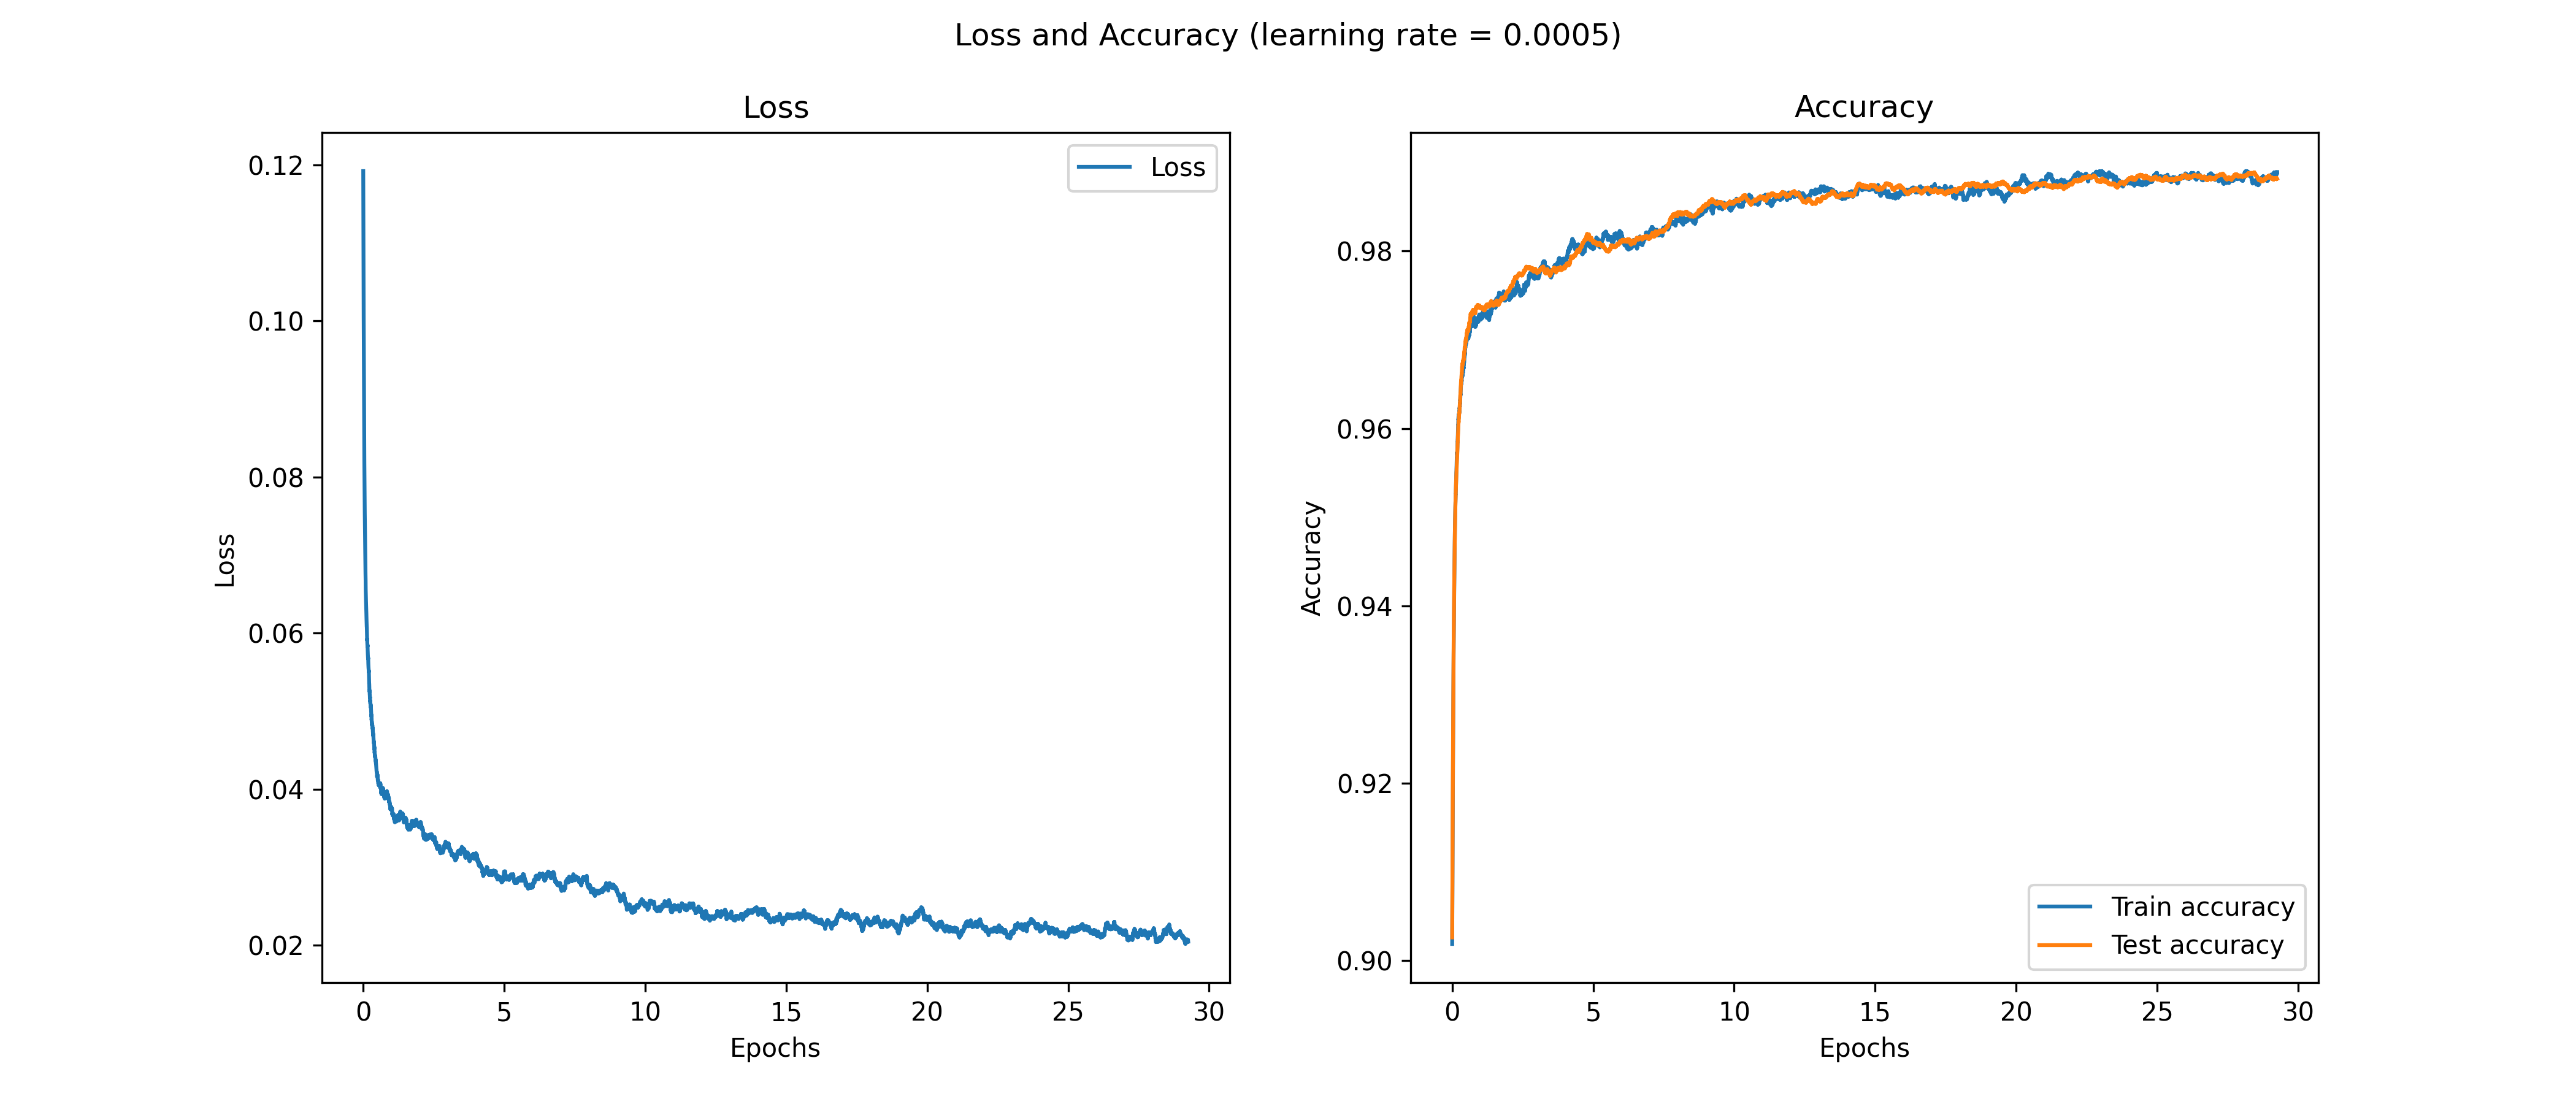 Loss and Accuracy (learning rate = 0.0005)
Loss
0.12
0.10
0.08
0.06
0.04
0.02
Loss
0 5 10 15 20 25 30
Epochs
Loss
Accuracy
0.98
0.96
0.94
0.92
0.90
Accuracy
0 5 10 15 20 25 30
Epochs
Train accuracy
Test accuracy